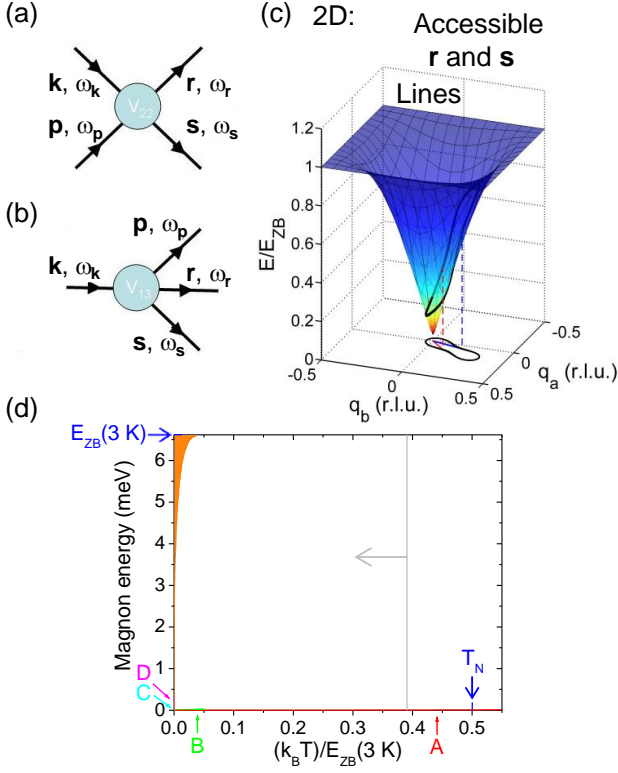 (a)
k, ωk
r, ωr
V22
p, ωp
s, ωs
(b)
p, ωp
k, ωk
V13
r, ωr
s, ωs
(c) 2D: Accessible
r and s
Lines
E/EZB
1.2
1
0.8
0.6
0.4
0.2
0
-0.5
0
0.5
qb (r.l.u.)
-0.5
0
0.5
qa (r.l.u.)
(d)
EZB(3 K)
Magnon energy (meV)
6
5
4
3
2
1
0
D
C
B
A
TN
0.0 0.1 0.2 0.3 0.4 0.5
(kBT)/EZB(3 K)